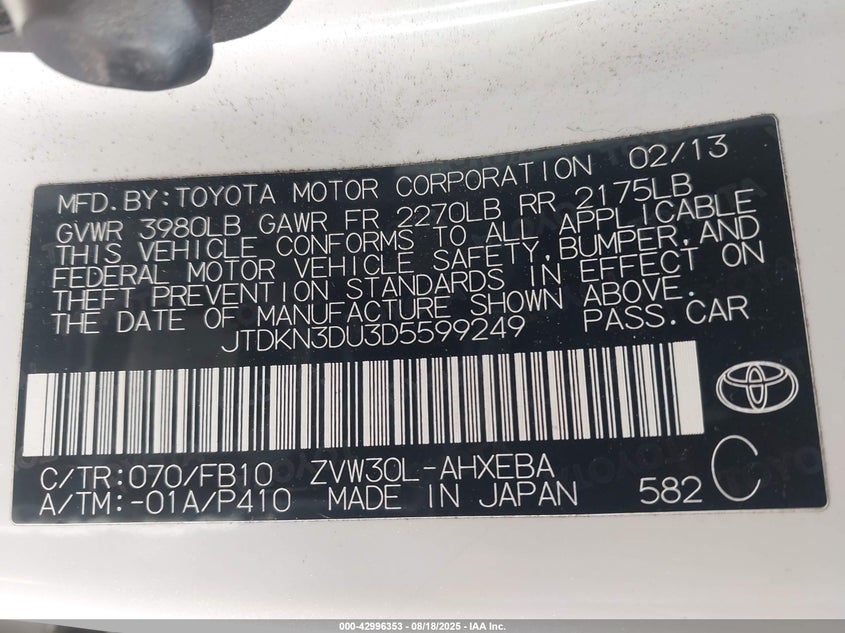 MFD.BY:TOYOTA MOTOR CORPORATION 02/13
GVWR 3980LB GAWR FR 2270LB RR 2175LB
THIS VEHICLE CONFORMS TO ALL APPLICABLE
FEDERAL MOTOR VEHICLE SAFETY,BUMPER,AND
THEFT PREVENTION STANDARDS IN EFFECT ON
THE DATE OF MANUFACTURE SHOWN ABOVE.
JTDKN3DU3D5599249 PASS.CAR
C/TR:070/FB10 ZVW30L-AHXEBA
A/TM:-01A/P410 MADE IN JAPAN 582 C
000-42996353 - 08/18/2025 - IAA Inc.